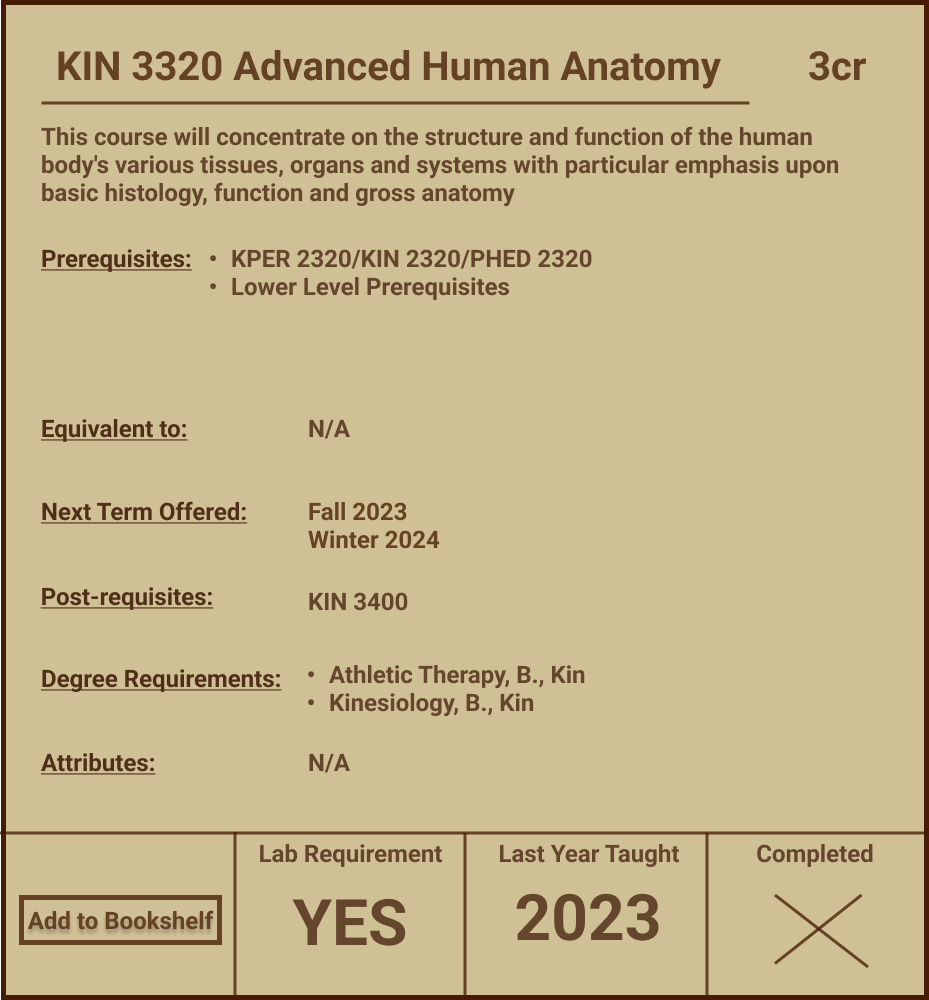 KIN 3320 Advanced Human Anatomy 3cr
This course will concentrate on the structure and function of the human
body's various tissues, organs and systems with particular emphasis upon
basic histology, function and gross anatomy
Prerequisites: • KPER 2320/KIN 2320/PHED 2320
• Lower Level Prerequisites
Equivalent to: N/A
Next Term Offered: Fall 2023
Winter 2024
Post-requisites: KIN 3400
Degree Requirements: • Athletic Therapy, B., Kin
• Kinesiology, B., Kin
Attributes: N/A
Lab Requirement Last Year Taught Completed
Add to Bookshelf YES 2023